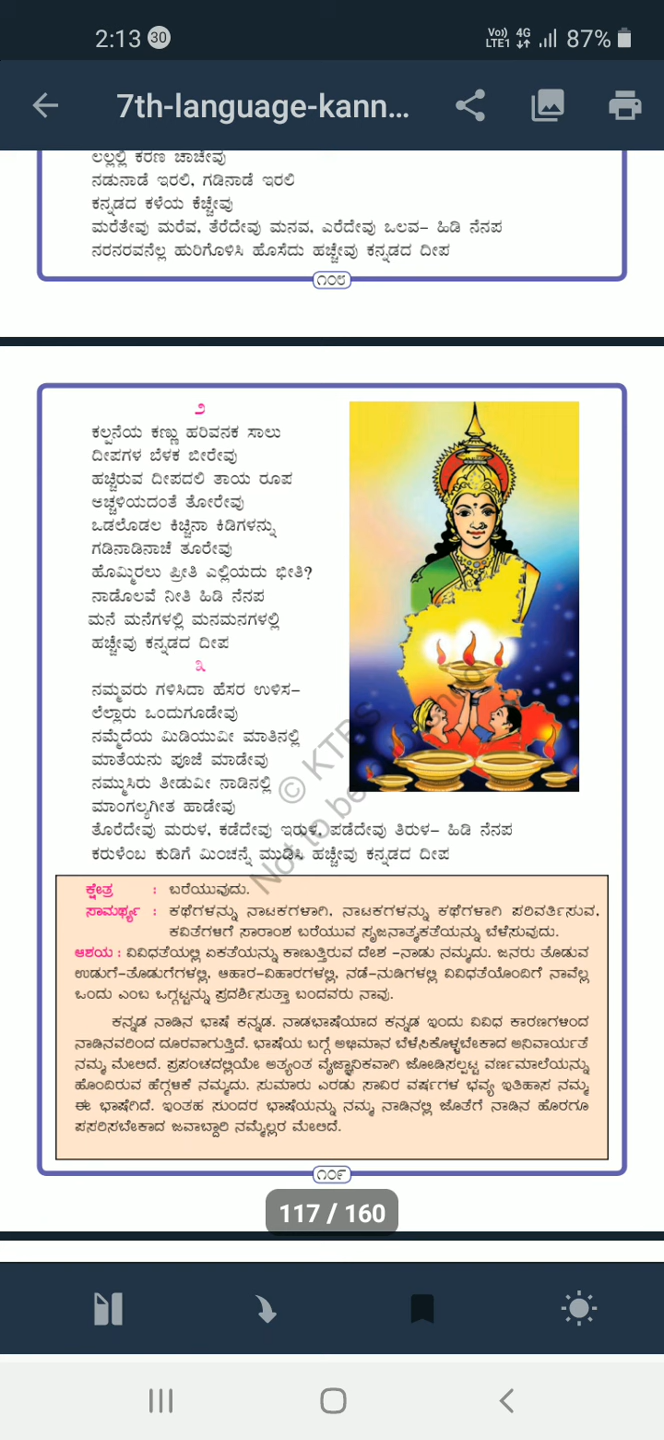 2:13 30 Vo)) LTE1 4G 87%
7th-language-kann...
ಲಲ್ಲಲ್ಲಿ ಕರಣ ಚಾಚೇವು
ನಡುನಾಡೆ ಇರಲಿ, ಗಡಿನಾಡೆ ಇರಲಿ
ಕನ್ನಡದ ಕಳೆಯ ಕೆಚ್ಚೇವು
ಮರೆತೇವು ಮರೆವ, ತೆರೆದೇವು ಮನವ, ಎರೆದೇವು ಒಲವ– ಹಿಡಿ ನೆನಪ
ನರನರವನೆಲ್ಲ ಹುರಿಗೊಳಿಸಿ ಹೊಸೆದು ಹಚ್ಚೇವು ಕನ್ನಡದ ದೀಪ
೧೦೮
೨
ಕಲ್ಪನೆಯ ಕಣ್ಣು ಹರಿವನಕ ಸಾಲು
ದೀಪಗಳ ಬೆಳಕ ಬೀರೇವು
ಹಚ್ಚಿರುವ ದೀಪದಲಿ ತಾಯ ರೂಪ
ಅಚ್ಚಳಿಯದಂತೆ ತೋರೇವು
ಒಡಲೊಡಲ ಕಿಚ್ಚಿನಾ ಕಿಡಿಗಳನ್ನು
ಗಡಿನಾಡಿನಾಚೆ ತೂರೇವು
ಹೊಮ್ಮಿರಲು ಪ್ರೀತಿ ಎಲ್ಲಿಯದು ಭೀತಿ?
ನಾಡೊಲವೆ ನೀತಿ ಹಿಡಿ ನೆನಪ
ಮನೆ ಮನೆಗಳಲ್ಲಿ ಮನಮನಗಳಲ್ಲಿ
ಹಚ್ಚೇವು ಕನ್ನಡದ ದೀಪ
೩
ನಮ್ಮವರು ಗಳಿಸಿದಾ ಹೆಸರ ಉಳಿಸ–
ಲೆಲ್ಲಾರು ಒಂದುಗೂಡೇವು
ನಮ್ಮೆದೆಯ ಮಿಡಿಯುವೀ ಮಾತಿನಲ್ಲಿ
ಮಾತೆಯನು ಪೂಜೆ ಮಾಡೇವು
ನಮ್ಮುಸಿರು ತೀಡುವೀ ನಾಡಿನಲ್ಲಿ
ಮಾಂಗಲ್ಯಗೀತ ಹಾಡೇವು
ತೊರೆದೇವು ಮರುಳ, ಕಡೆದೇವು ಇರುಳ, ಪಡೆದೇವು ತಿರುಳ– ಹಿಡಿ ನೆನಪ
ಕರುಳೆಂಬ ಕುಡಿಗೆ ಮಿಂಚನ್ನೆ ಮುಡಿಸಿ ಹಚ್ಚೇವು ಕನ್ನಡದ ದೀಪ
© KTBS
Not to be
ಕ್ಷೇತ್ರ : ಬರೆಯುವುದು.
ಸಾಮರ್ಥ್ಯ : ಕಥೆಗಳನ್ನು ನಾಟಕಗಳಾಗಿ, ನಾಟಕಗಳನ್ನು ಕಥೆಗಳಾಗಿ ಪರಿವರ್ತಿಸುವ,
ಕವಿತೆಗಳಿಗೆ ಸಾರಾಂಶ ಬರೆಯುವ ಸೃಜನಾತ್ಮಕತೆಯನ್ನು ಬೆಳೆಸುವುದು.
ಆಶಯ : ವಿವಿಧತೆಯಲ್ಲಿ ಏಕತೆಯನ್ನು ಕಾಣುತ್ತಿರುವ ದೇಶ –ನಾಡು ನಮ್ಮದು. ಜನರು ತೊಡುವ
ಉಡುಗೆ–ತೊಡುಗೆಗಳಲ್ಲಿ, ಆಹಾರ–ವಿಹಾರಗಳಲ್ಲಿ, ನಡೆ–ನುಡಿಗಳಲ್ಲಿ ವಿವಿಧತೆಯೊಂದಿಗೆ ನಾವೆಲ್ಲ
ಒಂದು ಎಂಬ ಒಗ್ಗಟ್ಟನ್ನು ಪ್ರದರ್ಶಿಸುತ್ತಾ ಬಂದವರು ನಾವು.
ಕನ್ನಡ ನಾಡಿನ ಭಾಷೆ ಕನ್ನಡ. ನಾಡಭಾಷೆಯಾದ ಕನ್ನಡ ಇಂದು ವಿವಿಧ ಕಾರಣಗಳಿಂದ
ನಾಡಿನವರಿಂದ ದೂರವಾಗುತ್ತಿದೆ. ಭಾಷೆಯ ಬಗ್ಗೆ ಅಭಿಮಾನ ಬೆಳೆಸಿಕೊಳ್ಳಬೇಕಾದ ಅನಿವಾರ್ಯತೆ
ನಮ್ಮ ಮೇಲಿದೆ. ಪ್ರಪಂಚದಲ್ಲಿಯೇ ಅತ್ಯಂತ ವೈಜ್ಞಾನಿಕವಾಗಿ ಜೋಡಿಸಲ್ಪಟ್ಟ ವರ್ಣಮಾಲೆಯನ್ನು
ಹೊಂದಿರುವ ಹೆಗ್ಗಳಿಕೆ ನಮ್ಮದು. ಸುಮಾರು ಎರಡು ಸಾವಿರ ವರ್ಷಗಳ ಭವ್ಯ ಇತಿಹಾಸ ನಮ್ಮ
ಈ ಭಾಷೆಗಿದೆ. ಇಂತಹ ಸುಂದರ ಭಾಷೆಯನ್ನು ನಮ್ಮ ನಾಡಿನಲ್ಲಿ ಜೊತೆಗೆ ನಾಡಿನ ಹೊರಗೂ
ಪಸರಿಸಬೇಕಾದ ಜವಾಬ್ದಾರಿ ನಮ್ಮೆಲ್ಲರ ಮೇಲಿದೆ.
೧೦೯
117 / 160